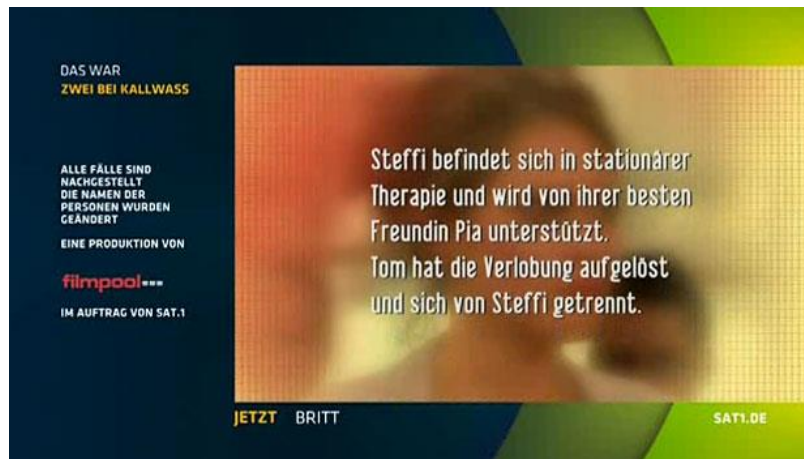 DAS WAR
ZWEI BEI KALLWASS
ALLE FÄLLE SIND
NACHGESTELLT
DIE NAMEN DER
PERSONEN WURDEN
GEÄNDERT
EINE PRODUKTION VON
filmpool
IM AUFTRAG VON SAT.1
Steffi befindet sich in stationärer
Therapie und wird von ihrer besten
Freundin Pia unterstützt.
Tom hat die Verlobung aufgelöst
und sich von Steffi getrennt.
JETZT BRITT
SAT1.DE